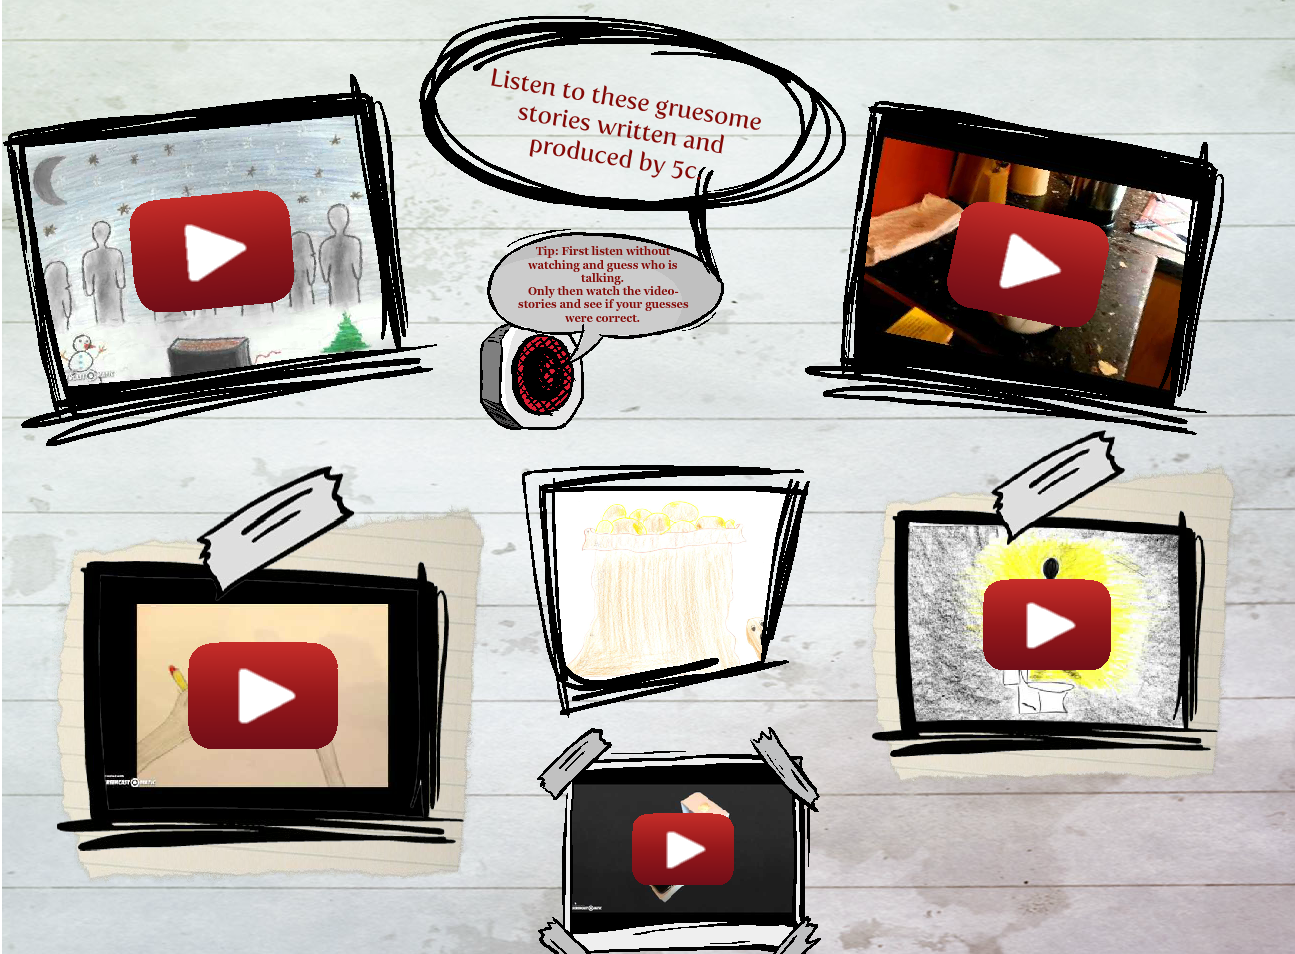 Listen to these gruesome
stories written and
produced by 5c.
Tip: First listen without
watching and guess who is
talking.
Only then watch the video-
stories and see if your guesses
were correct.